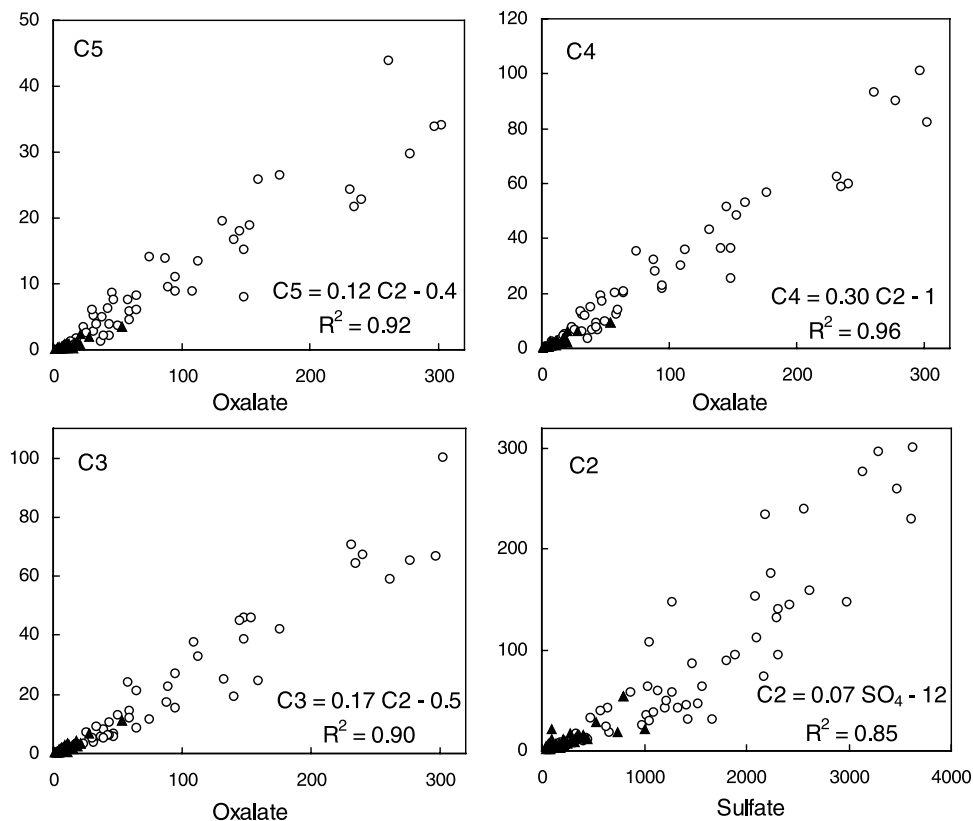 C5
50
40
30
20
10
0
C5 = 0.12 C2 - 0.4
R² = 0.92
0 100 200 300
Oxalate
C4
120
100
80
60
40
20
0
C4 = 0.30 C2 - 1
R² = 0.96
0 100 200 300
Oxalate
C3
100
80
60
40
20
0
C3 = 0.17 C2 - 0.5
R² = 0.90
0 100 200 300
Oxalate
C2
300
200
100
0
C2 = 0.07 SO₄ - 12
R² = 0.85
0 1000 2000 3000 4000
Sulfate